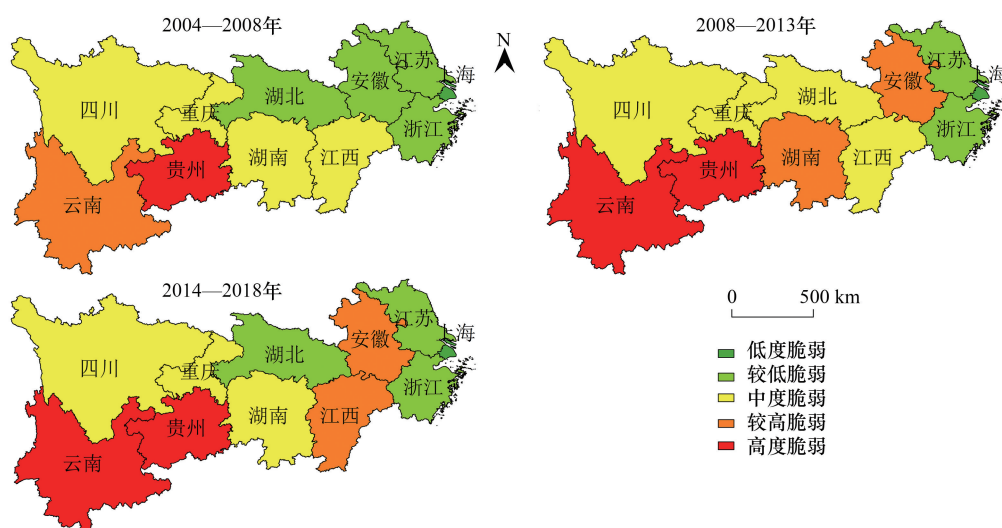 2004—2008年
江苏
上海
安徽
湖北
四川
重庆
浙江
湖南
江西
贵州
云南
N
2008—2013年
江苏
上海
安徽
湖北
四川
重庆
浙江
湖南
江西
贵州
云南
2014—2018年
江苏
上海
安徽
湖北
四川
重庆
浙江
湖南
江西
贵州
云南
0 500 km
低度脆弱
较低脆弱
中度脆弱
较高脆弱
高度脆弱